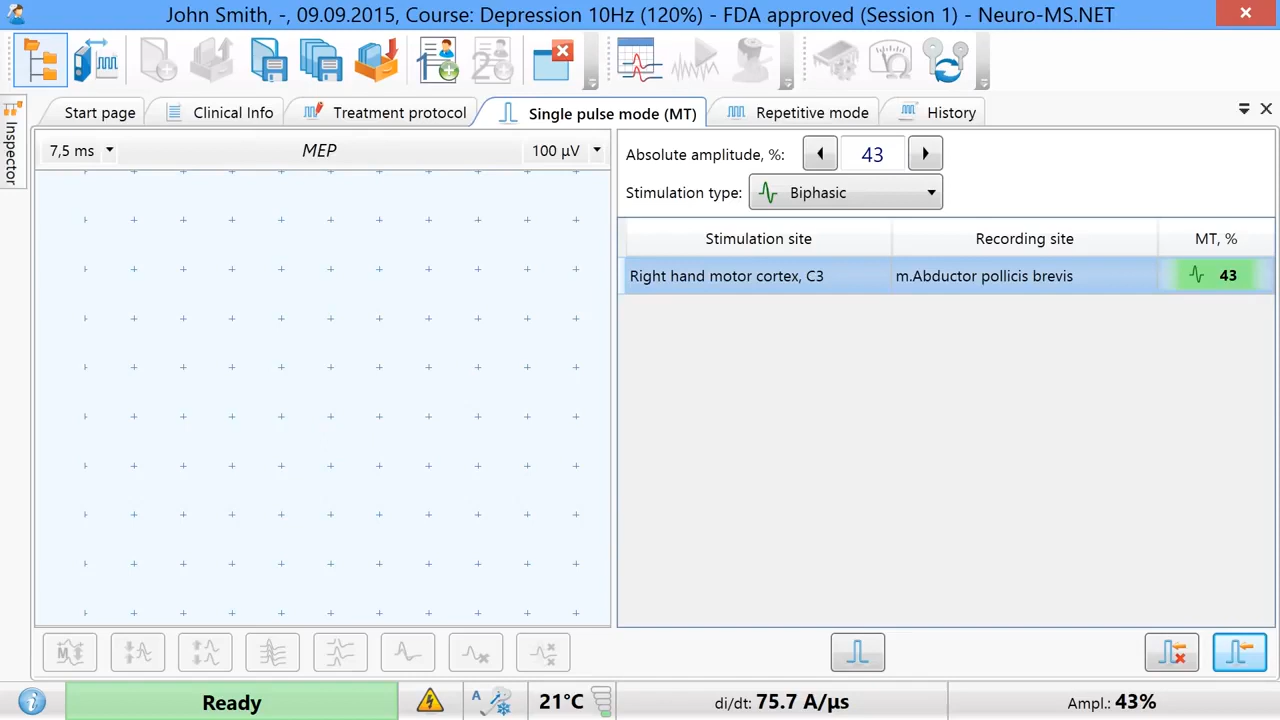 John Smith, -, 09.09.2015, Course: Depression 10Hz (120%) - FDA approved (Session 1) - Neuro-MS.NET
Start page
Clinical Info
Treatment protocol
Single pulse mode (MT)
Repetitive mode
History
Inspector
7,5 ms
MEP
100 µV
Absolute amplitude, %:
43
Stimulation type:
Biphasic
Stimulation site
Recording site
MT, %
Right hand motor cortex, C3
m.Abductor pollicis brevis
43
M
Ready
A
21°C
di/dt: 75.7 A/µs
Ampl.: 43%